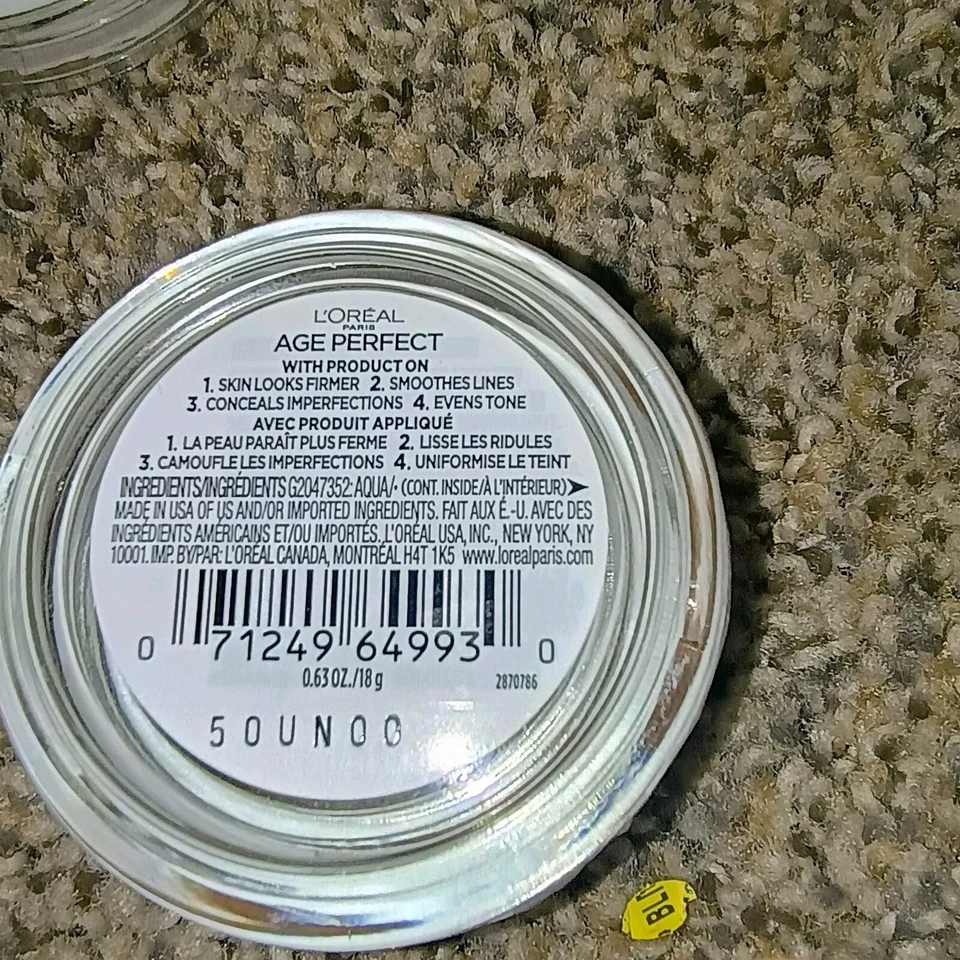 L'ORÉAL
PARIS
AGE PERFECT
WITH PRODUCT ON
1. SKIN LOOKS FIRMER 2. SMOOTHES LINES
3. CONCEALS IMPERFECTIONS 4. EVENS TONE
AVEC PRODUIT APPLIQUÉ
1. LA PEAU PARAÎT PLUS FERME 2. LISSE LES RIDULES
3. CAMOUFLE LES IMPERFECTIONS 4. UNIFORMISE LE TEINT
INGREDIENTS/INGRÉDIENTS G2047352: AQUA/• (CONT. INSIDE/À L'INTÉRIEUR)➤
MADE IN USA OF US AND/OR IMPORTED INGREDIENTS. FAIT AUX É.-U. AVEC DES
INGRÉDIENTS AMÉRICAINS ET/OU IMPORTÉS. L'ORÉAL USA, INC., NEW YORK, NY
10001. IMP. BY/PAR: L'ORÉAL CANADA, MONTRÉAL H4T 1K5 www.lorealparis.com
0 71249 64993 0
0.63 OZ./18 g 2870786
50UN00